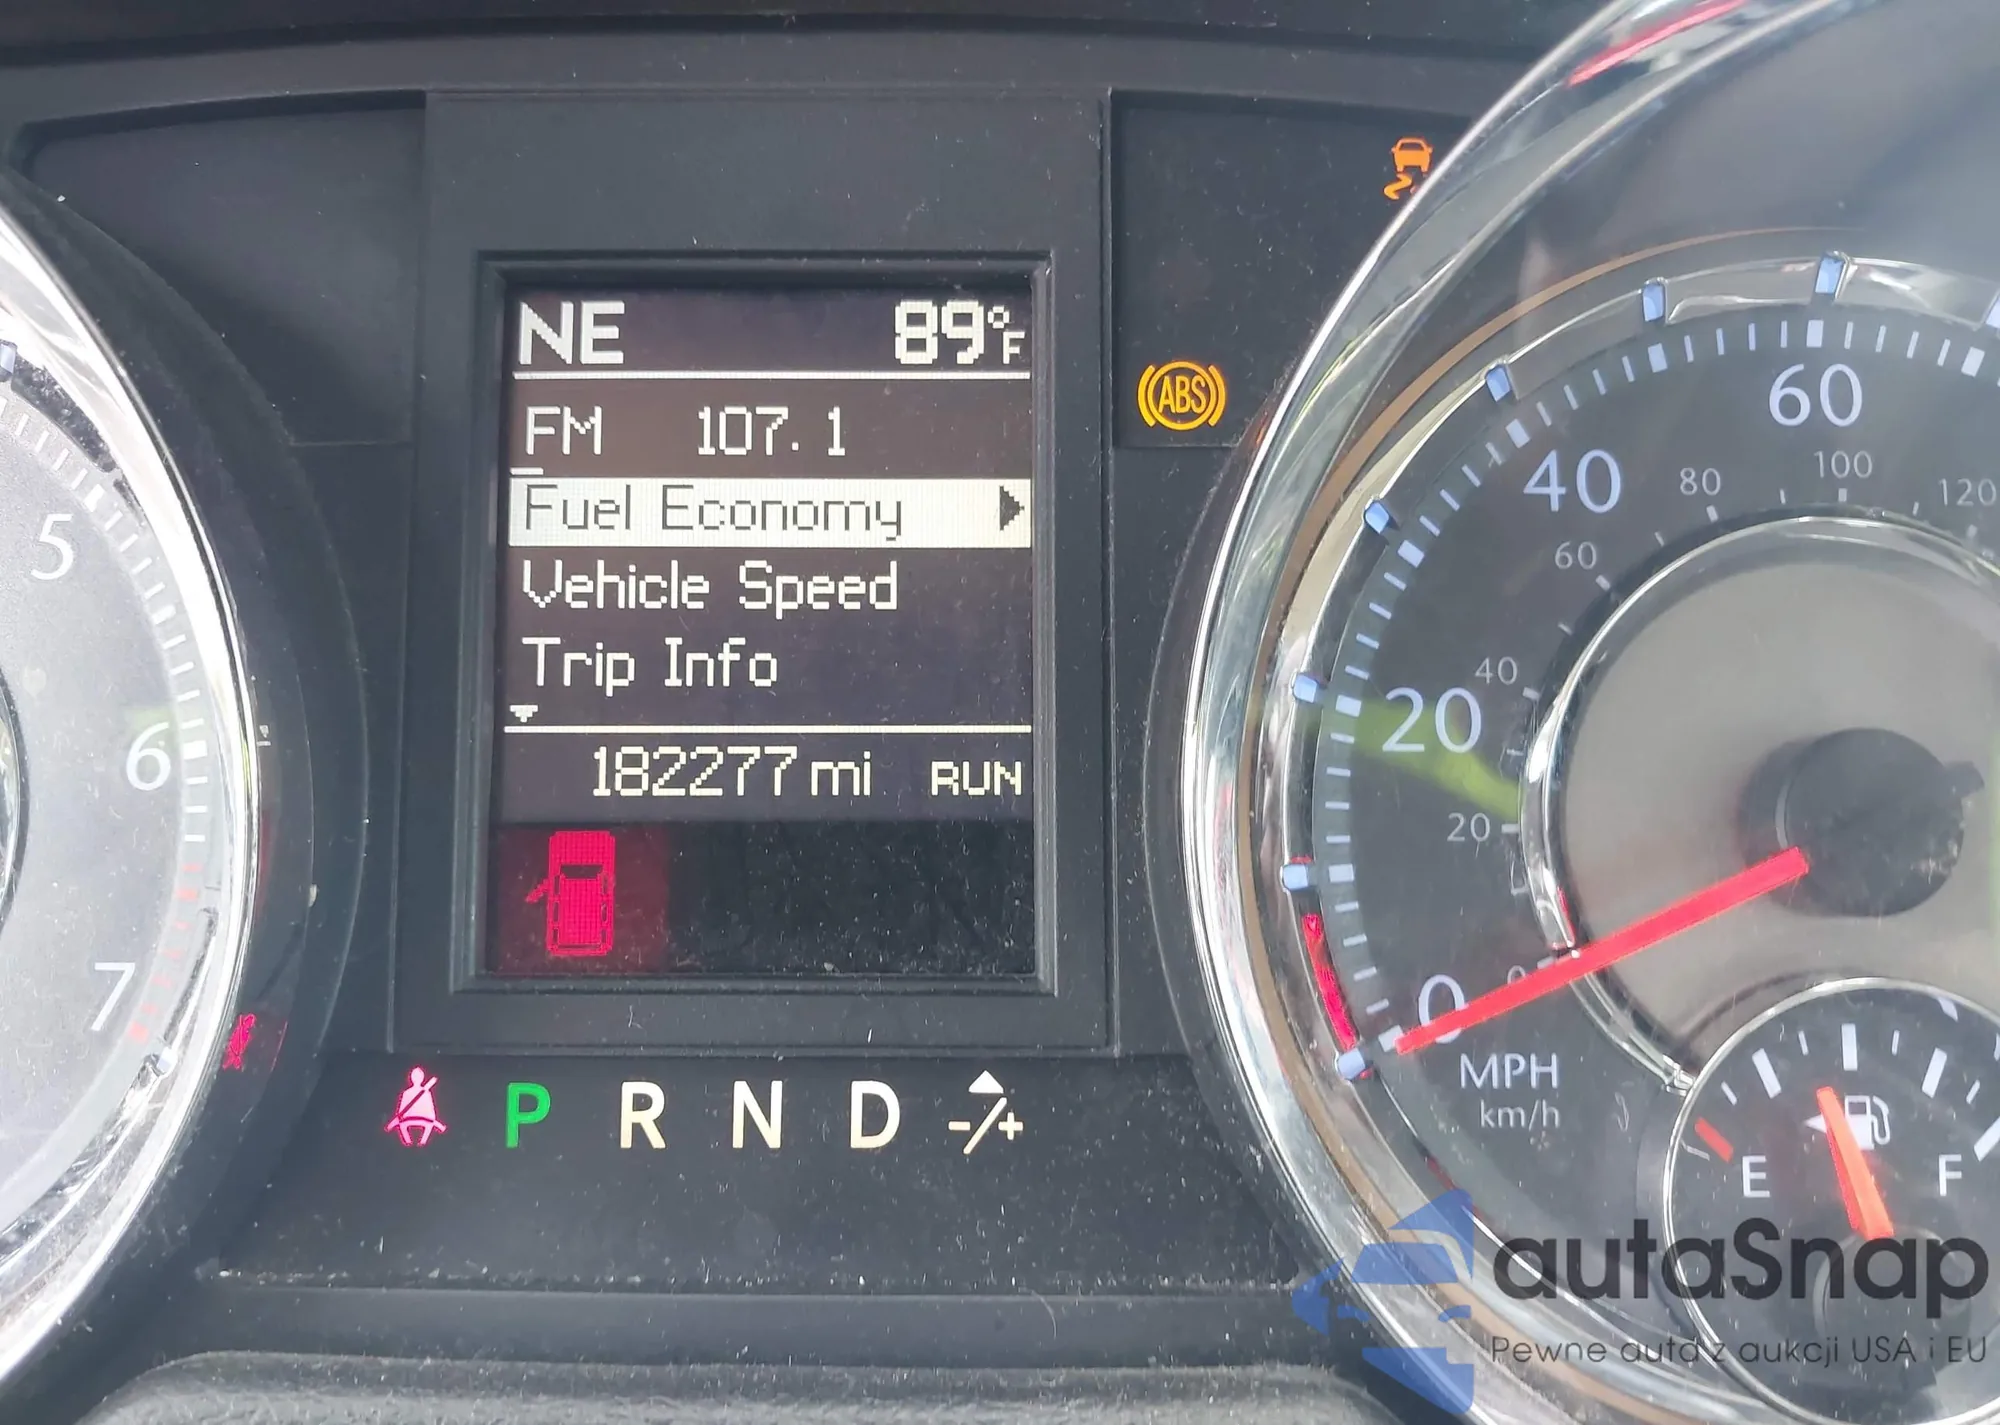 NE 89°F
FM 107.1
Fuel Economy
Vehicle Speed
Trip Info
182277 mi RUN
P R N D -/+
ABS
5
6
7
0
20
40
60
0
20
40
60
80
100
120
MPH
km/h
E F
autaSnap
Pewne auta z aukcji USA i EU